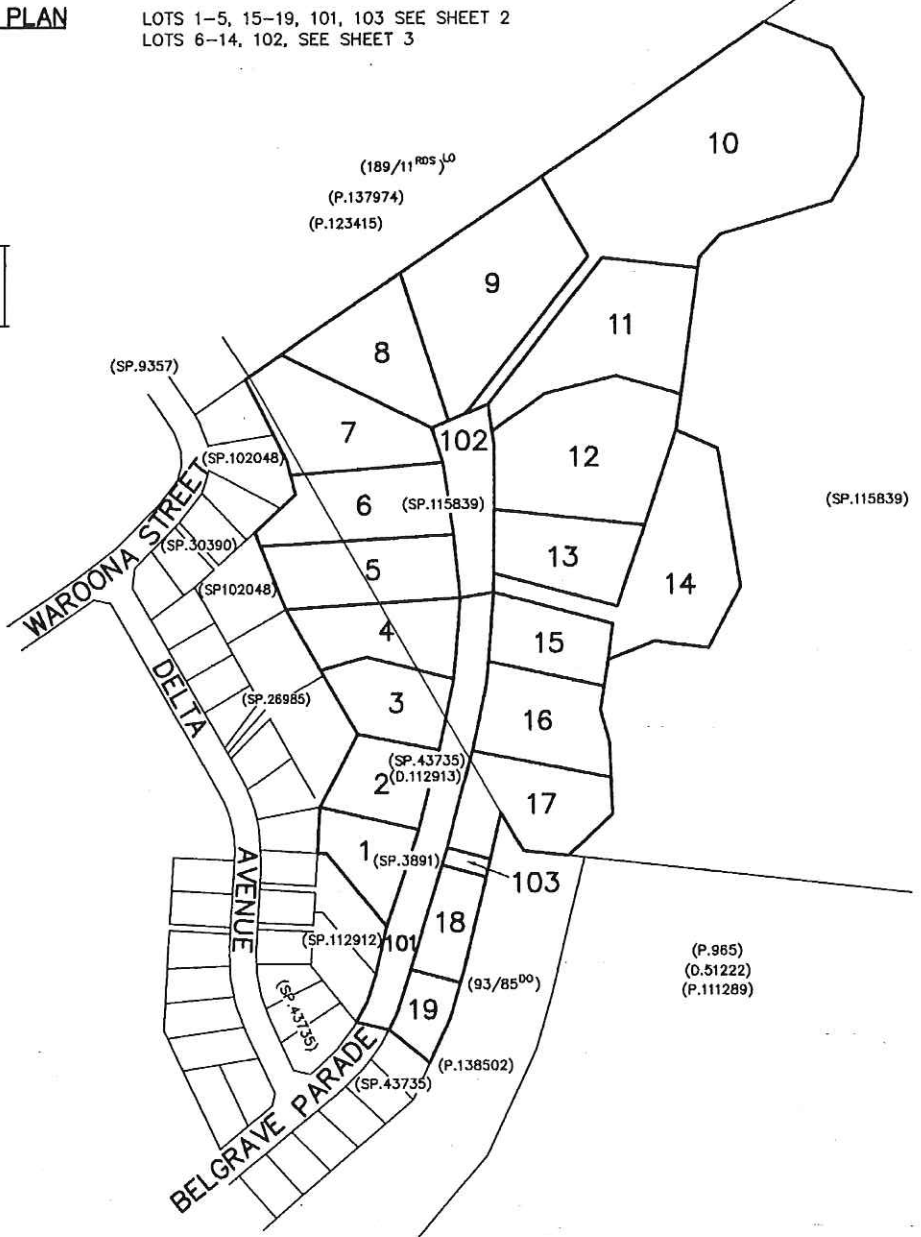 PLAN
LOTS 1-5, 15-19, 101, 103 SEE SHEET 2
LOTS 6-14, 102, SEE SHEET 3
10
(189/11RDS)LO
(P.137974)
(P.123415)
9
11
8
(SP.9357)
7
102
12
(SP.102048)
6
(SP.115839)
(SP.115839)
WAROONA STREET
(SP.30390)
13
5
14
(SP102048)
4
15
DELTA
(SP.26985)
3
16
(SP.43735)
2
(D.112913)
17
1
(SP.3891)
103
AVENUE
18
(SP.112912)
101
(P.965)
(D.51222)
(P.111289)
(93/85DO)
(SP.43735)
19
(P.138502)
(SP.43735)
BELGRAVE PARADE